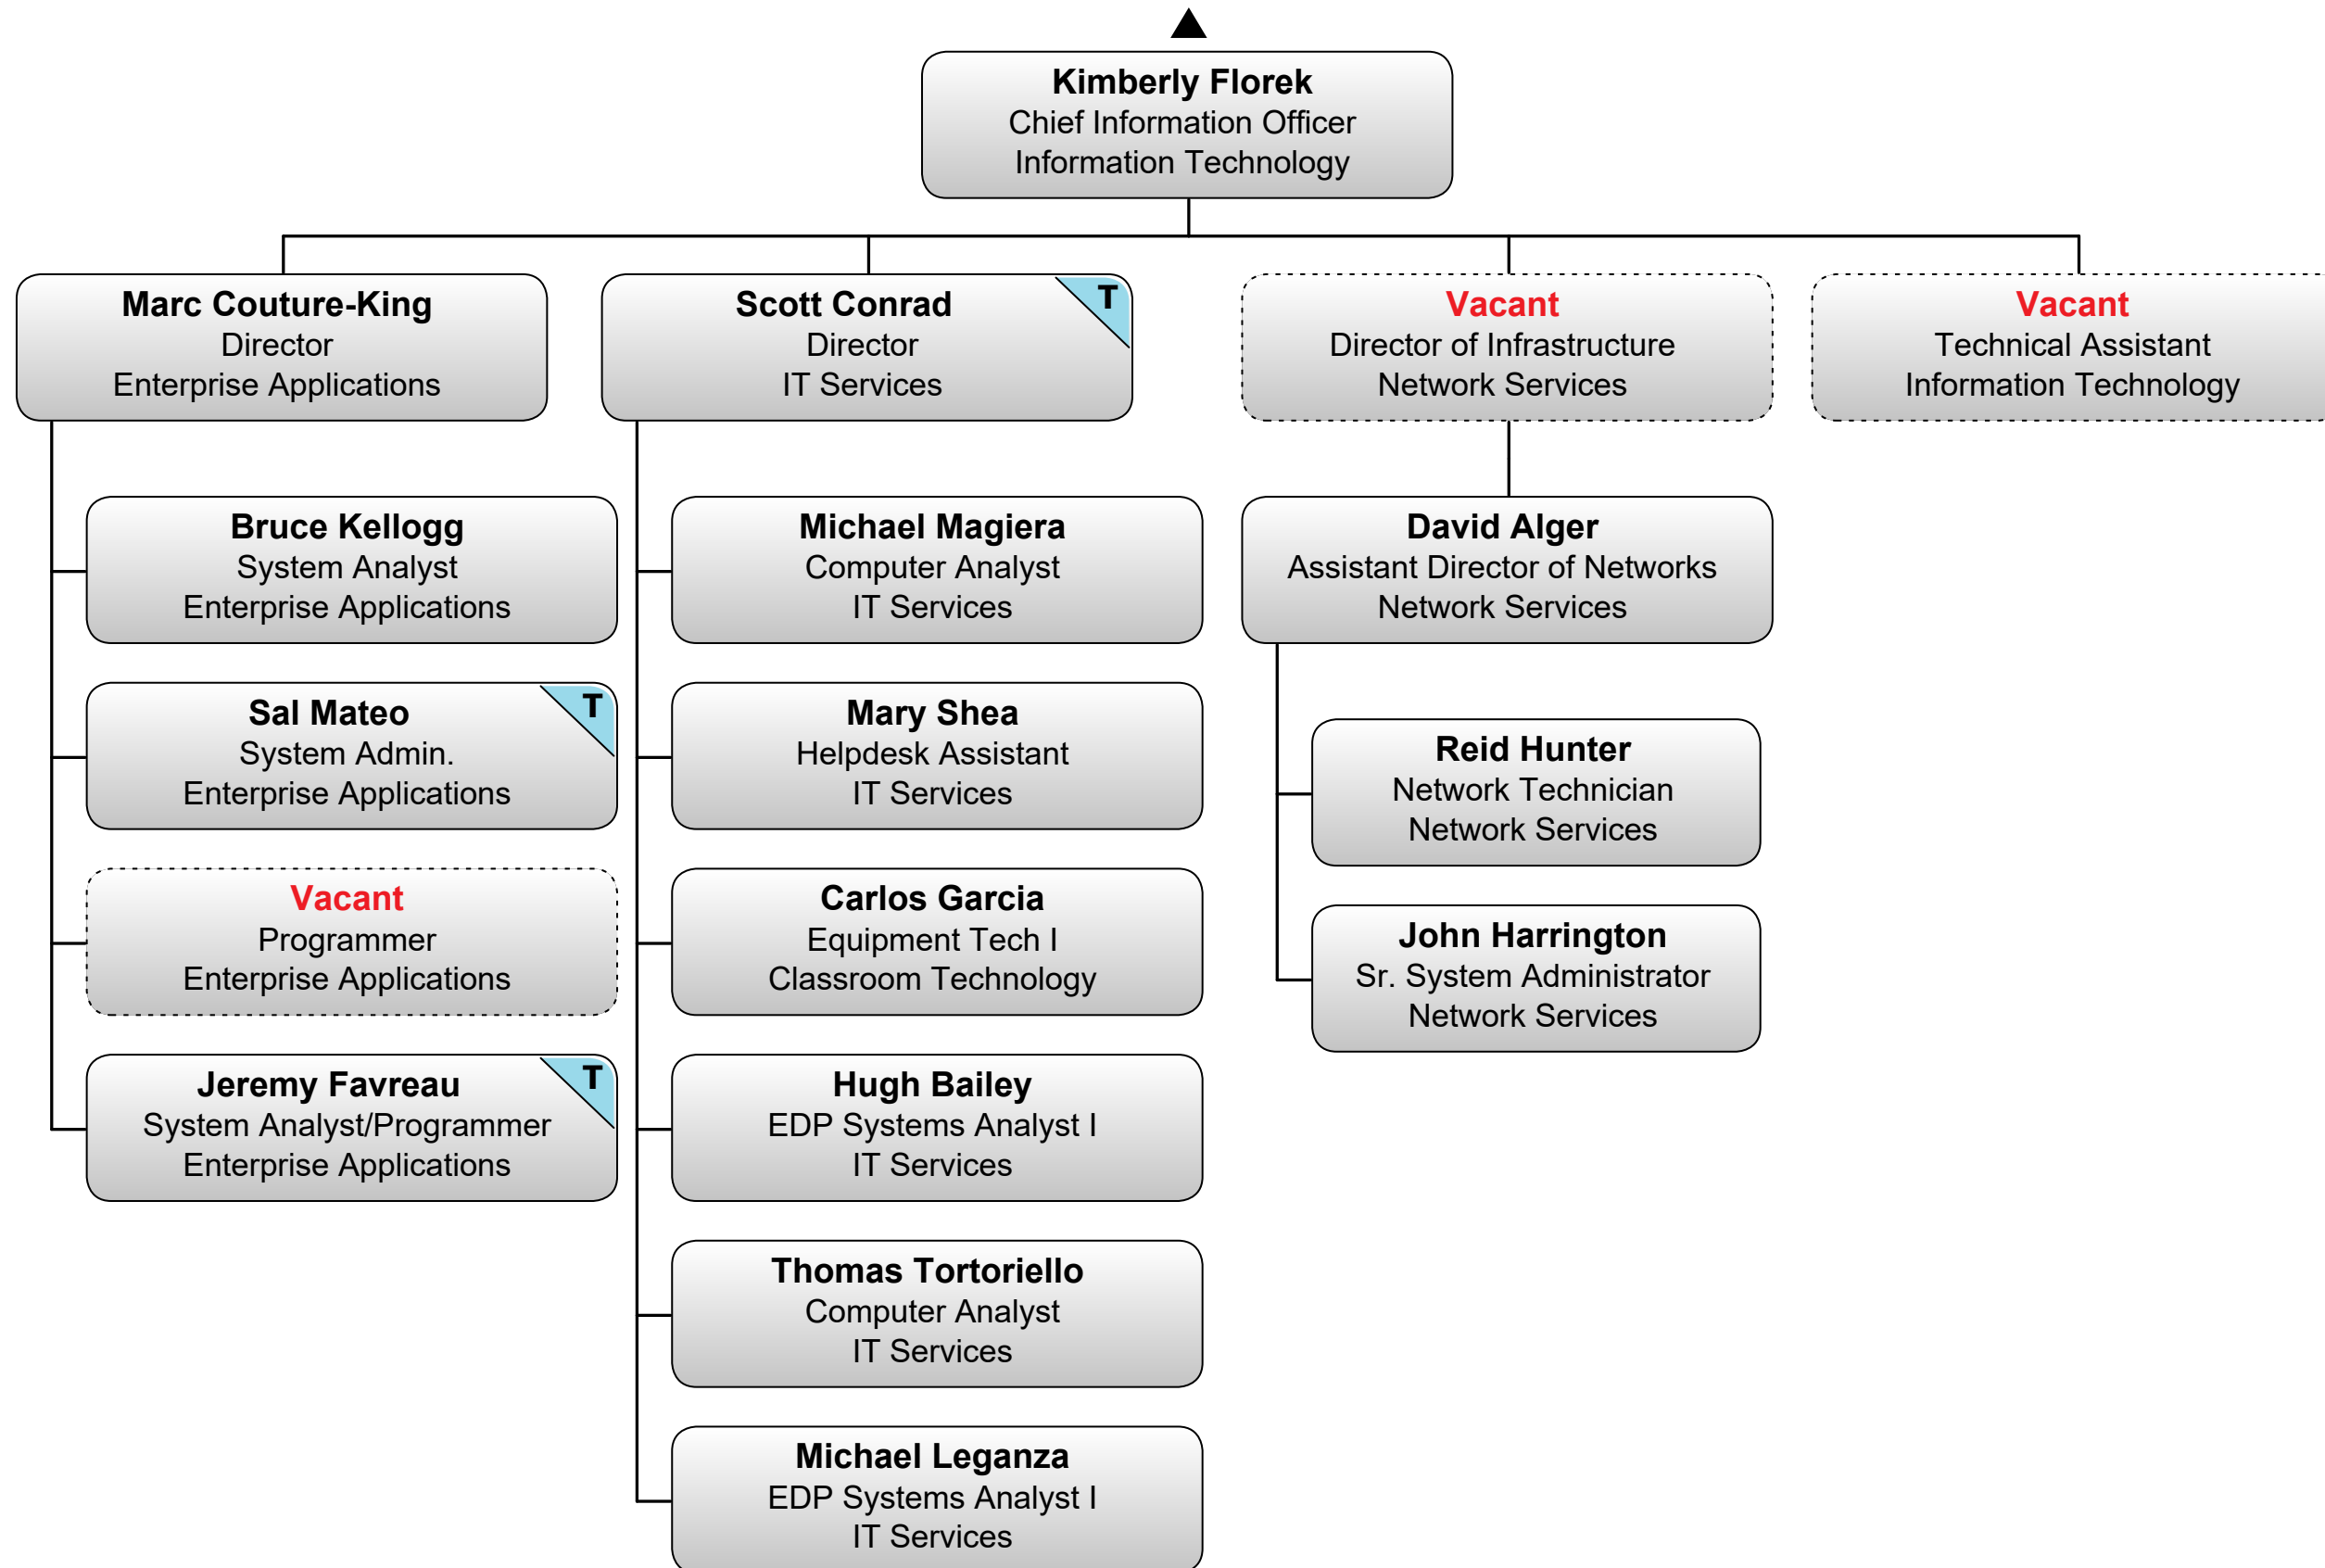 Kimberly Florek
Chief Information Officer
Information Technology
Marc Couture-King
Director
Enterprise Applications
Scott Conrad
Director
IT Services
T
Vacant
Director of Infrastructure
Network Services
Vacant
Technical Assistant
Information Technology
Bruce Kellogg
System Analyst
Enterprise Applications
Sal Mateo
System Admin.
Enterprise Applications
T
Vacant
Programmer
Enterprise Applications
Jeremy Favreau
System Analyst/Programmer
Enterprise Applications
T
Michael Magiera
Computer Analyst
IT Services
Mary Shea
Helpdesk Assistant
IT Services
Carlos Garcia
Equipment Tech I
Classroom Technology
Hugh Bailey
EDP Systems Analyst I
IT Services
Thomas Tortoriello
Computer Analyst
IT Services
Michael Leganza
EDP Systems Analyst I
IT Services
David Alger
Assistant Director of Networks
Network Services
Reid Hunter
Network Technician
Network Services
John Harrington
Sr. System Administrator
Network Services